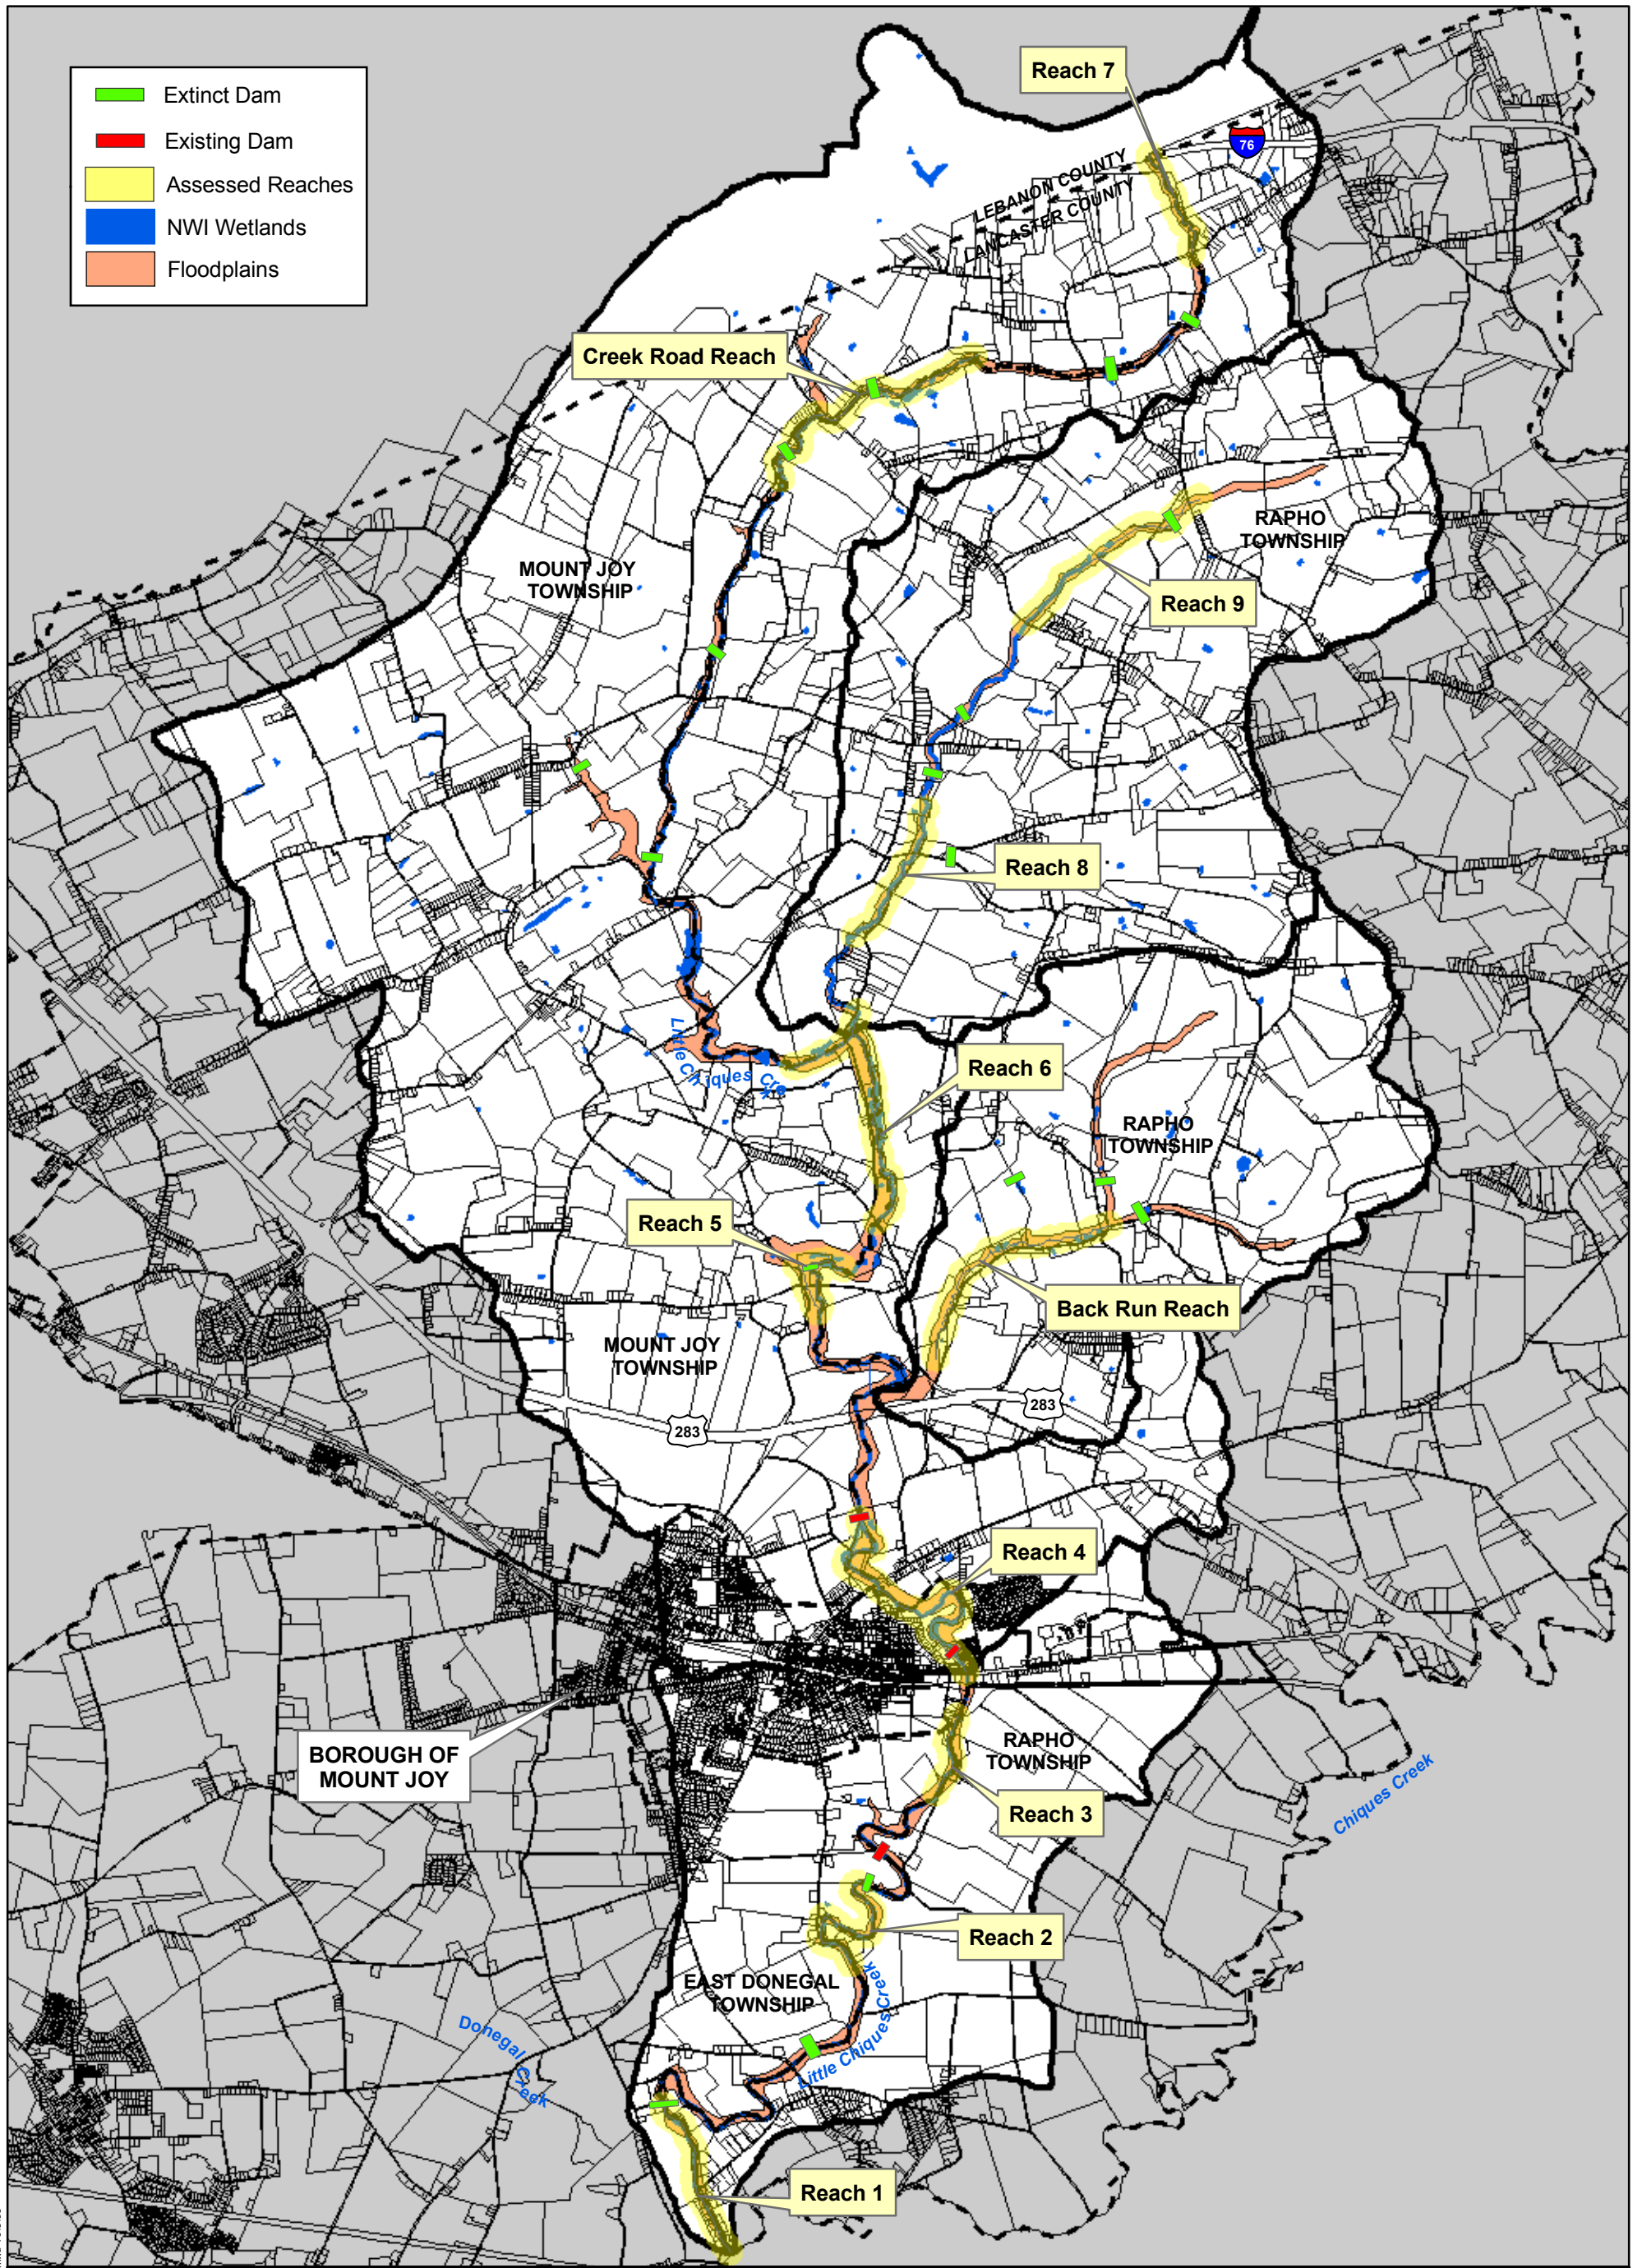 Reach 7
Extinct Dam
Existing Dam
Assessed Reaches
NWI Wetlands
Floodplains
76
LEBANON COUNTY
LANCASTER COUNTY
Creek Road Reach
RAPHO
TOWNSHIP
MOUNT JOY
TOWNSHIP
Reach 9
Reach 8
Little Chiques Creek
Reach 6
RAPHO
TOWNSHIP
Reach 5
Back Run Reach
MOUNT JOY
TOWNSHIP
283
283
Reach 4
BOROUGH OF
MOUNT JOY
RAPHO
TOWNSHIP
Chiques Creek
Reach 3
Reach 2
EAST DONEGAL
TOWNSHIP
Little Chiques Creek
Donegal Creek
Reach 1